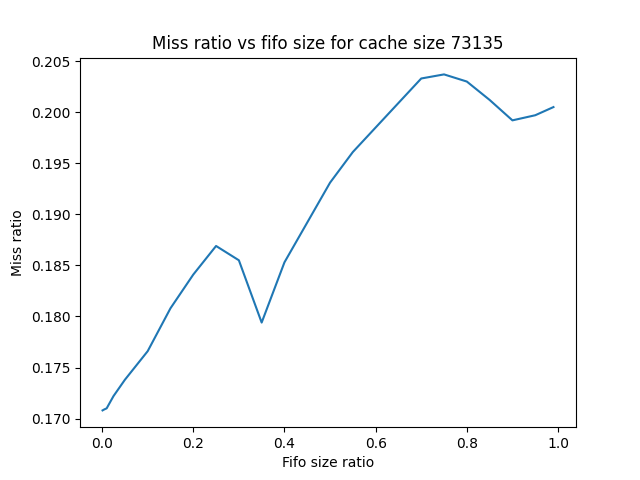 Miss ratio vs fifo size for cache size 73135
0.205
0.200
0.195
0.190
0.185
0.180
0.175
0.170
Miss ratio
0.0 0.2 0.4 0.6 0.8 1.0
Fifo size ratio